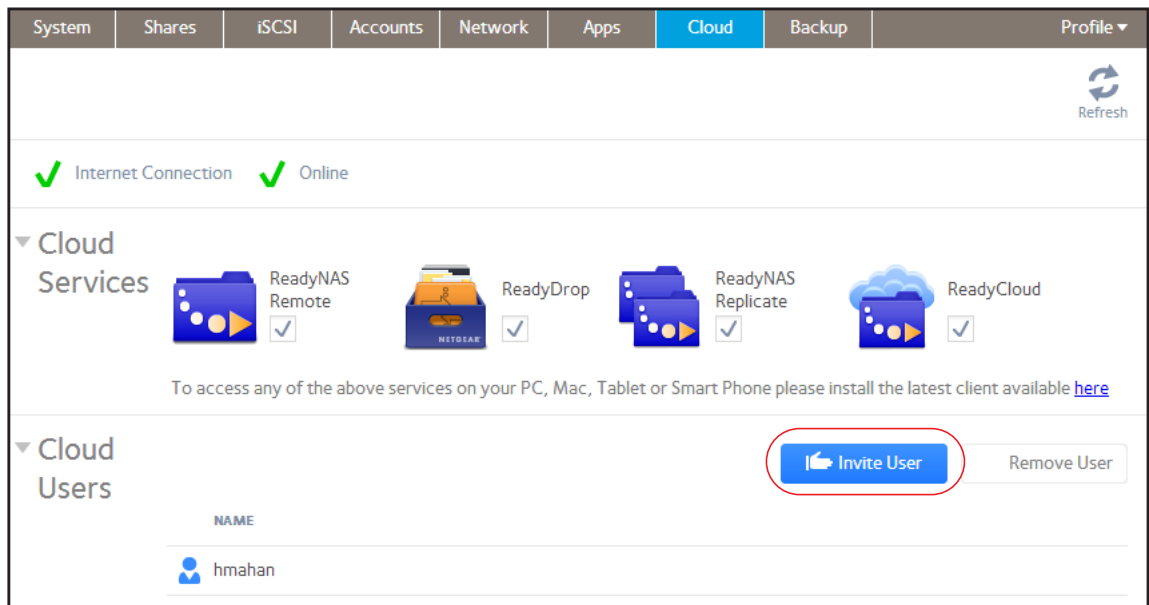 System Shares iSCSI Accounts Network Apps Cloud Backup Profile
Refresh
Internet Connection Online
Cloud
Services
ReadyNAS
Remote
NETGEAR
ReadyDrop
ReadyNAS
Replicate
ReadyCloud
To access any of the above services on your PC, Mac, Tablet or Smart Phone please install the latest client available here
Cloud
Users
Invite User
Remove User
NAME
hmahan